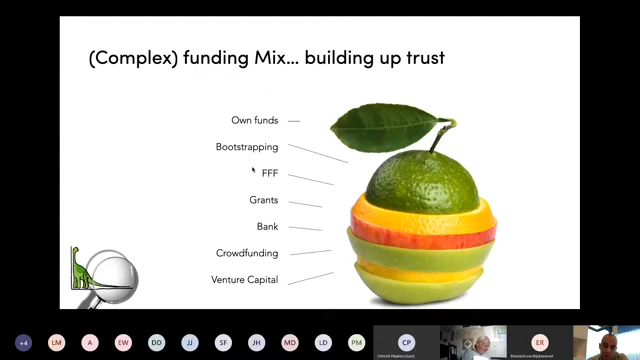 (Complex) funding Mix... building up trust
Own funds
Bootstrapping
FFF
Grants
Bank
Crowdfunding
Venture Capital
+4
LM
A
EW
DD
JJ
SF
JH
MD
LD
PM
CP
ER